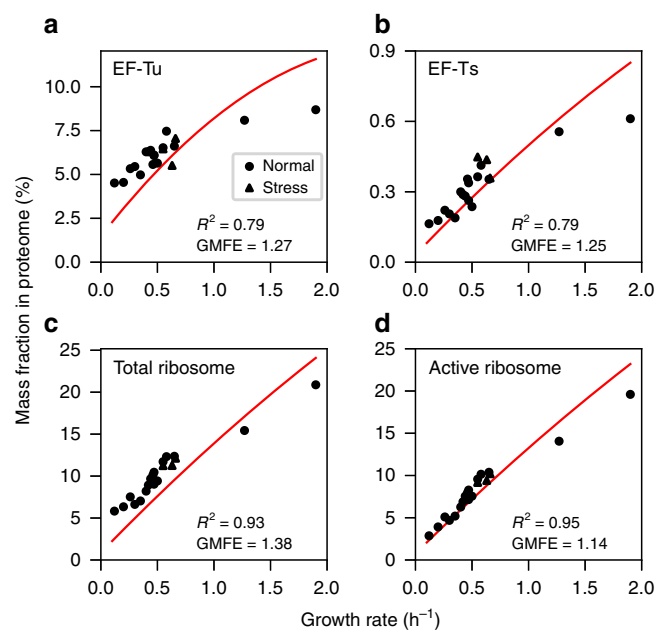 a
EF-Tu
10.0
7.5
5.0
2.5
0.0
0.0
0.5
1.0
1.5
2.0
Normal
Stress
R² = 0.79
GMFE = 1.27
b
EF-Ts
0.9
0.6
0.3
0.0
0.0
0.5
1.0
1.5
2.0
R² = 0.79
GMFE = 1.25
Mass fraction in proteome (%)
c
Total ribosome
25
20
15
10
5
0
0.0
0.5
1.0
1.5
2.0
R² = 0.93
GMFE = 1.38
d
Active ribosome
25
20
15
10
5
0
0.0
0.5
1.0
1.5
2.0
R² = 0.95
GMFE = 1.14
Growth rate (h⁻¹)